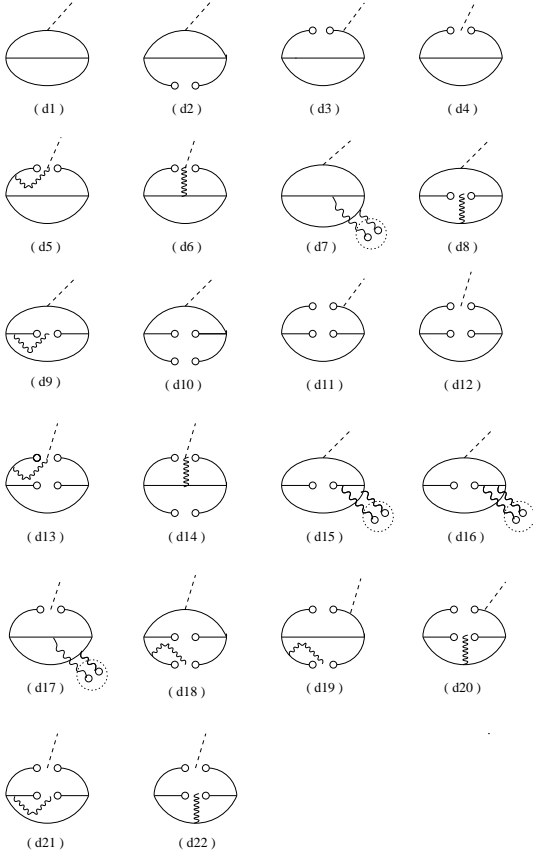 ( d1 ) ( d2 ) ( d3 ) ( d4 )
( d5 ) ( d6 ) ( d7 ) ( d8 )
( d9 ) ( d10 ) ( d11 ) ( d12 )
( d13 ) ( d14 ) ( d15 ) ( d16 )
( d17 ) ( d18 ) ( d19 ) ( d20 )
( d21 ) ( d22 )